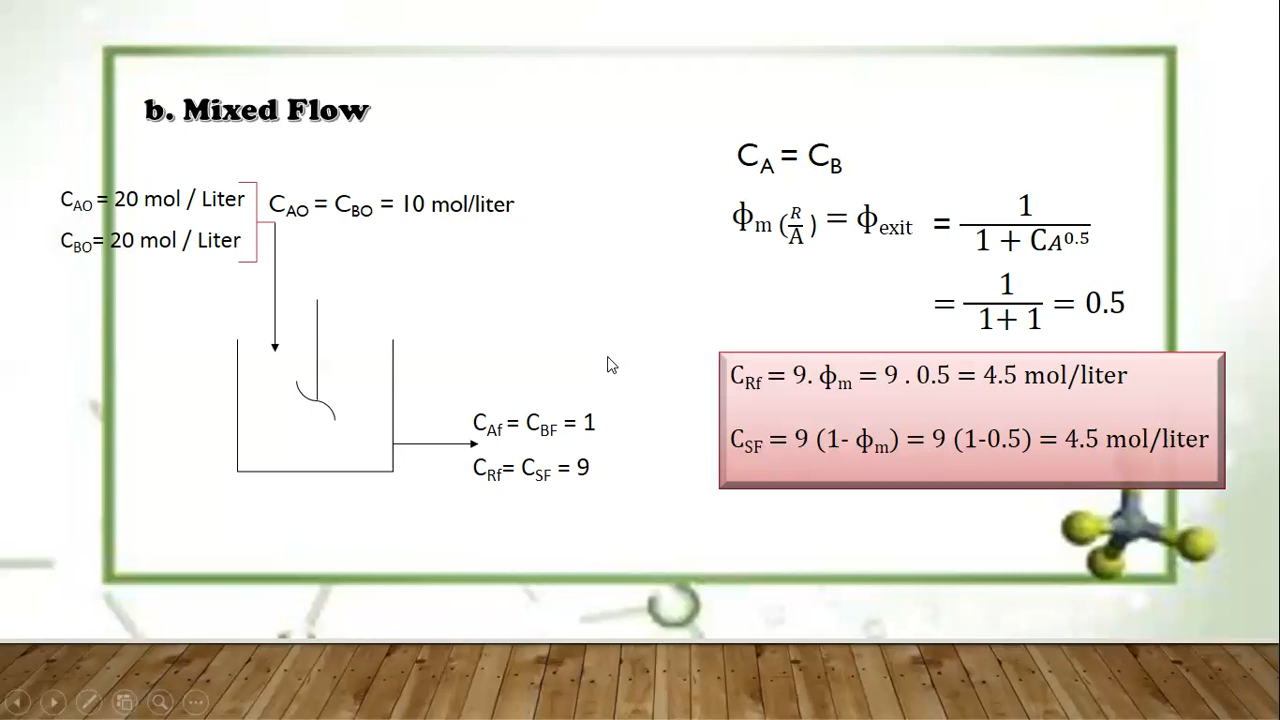 b. Mixed Flow
C_AO = 20 mol / Liter
C_BO= 20 mol / Liter
C_AO = C_BO = 10 mol/liter
C_Af = C_BF = 1
C_Rf= C_SF = 9
C_A = C_B
ϕ_m (R/A) = ϕ_exit = 1/(1 + CA^0.5)
= 1/(1+ 1) = 0.5
C_Rf = 9. ϕ_m = 9 . 0.5 = 4.5 mol/liter
C_SF = 9 (1- ϕ_m) = 9 (1-0.5) = 4.5 mol/liter